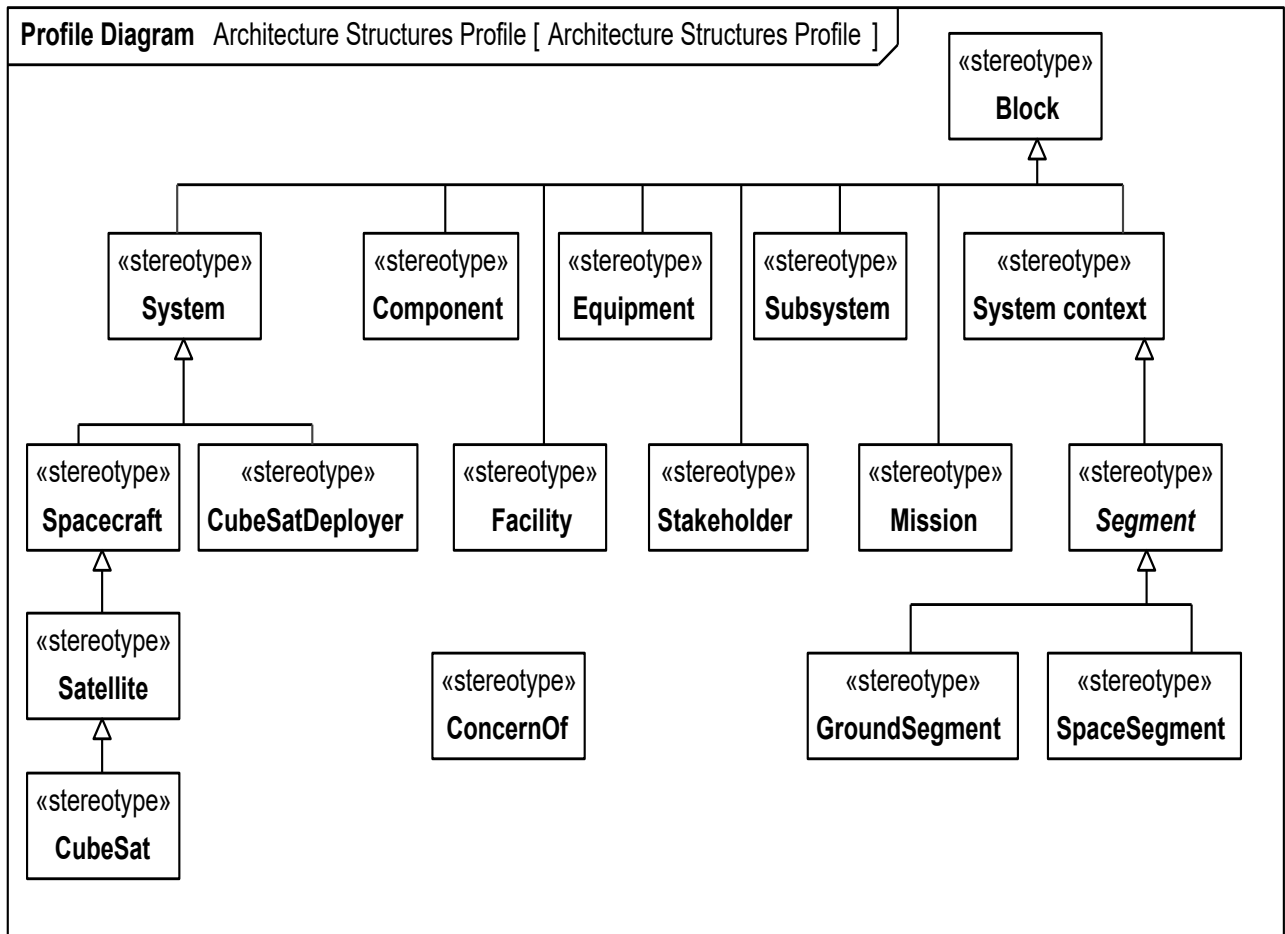 Profile Diagram Architecture Structures Profile [ Architecture Structures Profile ]
«stereotype»
Block
«stereotype»
System
«stereotype»
Component
«stereotype»
Equipment
«stereotype»
Subsystem
«stereotype»
System context
«stereotype»
Spacecraft
«stereotype»
CubeSatDeployer
«stereotype»
Facility
«stereotype»
Stakeholder
«stereotype»
Mission
«stereotype»
Segment
«stereotype»
Satellite
«stereotype»
ConcernOf
«stereotype»
GroundSegment
«stereotype»
SpaceSegment
«stereotype»
CubeSat